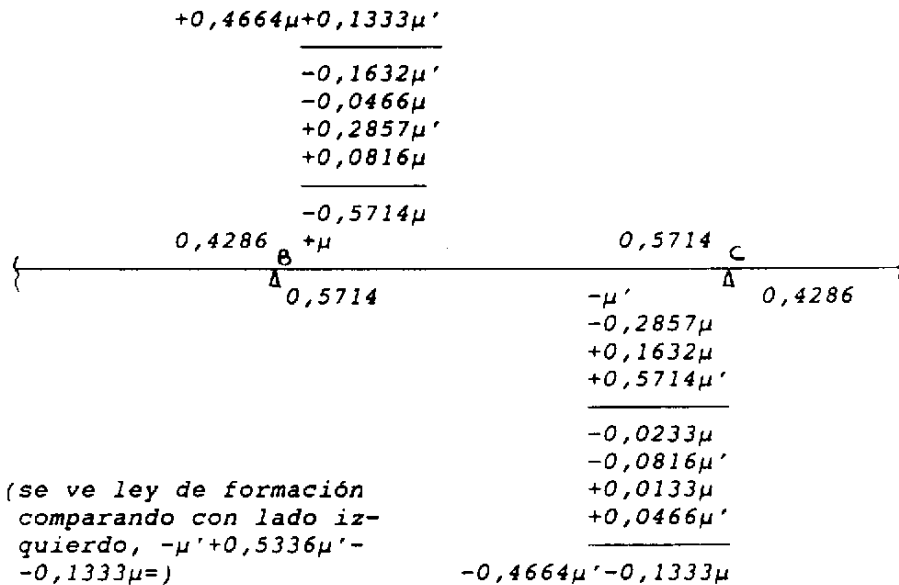 +0,4664μ+0,1333μ'
-0,1632μ'
-0,0466μ
+0,2857μ'
+0,0816μ
-0,5714μ
0,4286 +μ 0,5714
B C
0,5714 -μ' 0,4286
-0,2857μ
+0,1632μ
+0,5714μ'
-0,0233μ
-0,0816μ'
+0,0133μ
+0,0466μ'
-0,4664μ'-0,1333μ
(se ve ley de formación
comparando con lado iz-
quierdo, -μ'+0,5336μ'-
-0,1333μ=)